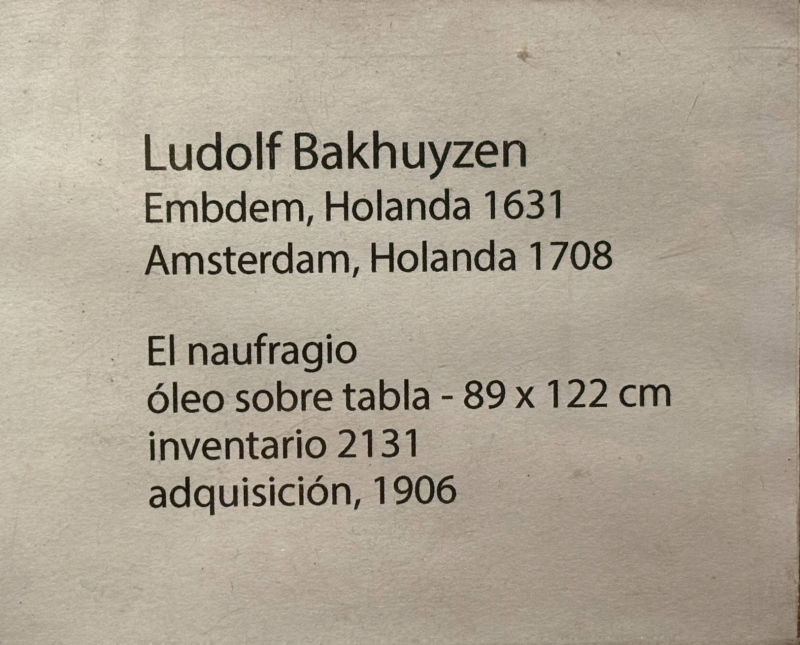 Ludolf Bakhuyzen
Embdem, Holanda 1631
Amsterdam, Holanda 1708
El naufragio
óleo sobre tabla - 89 x 122 cm
inventario 2131
adquisición, 1906